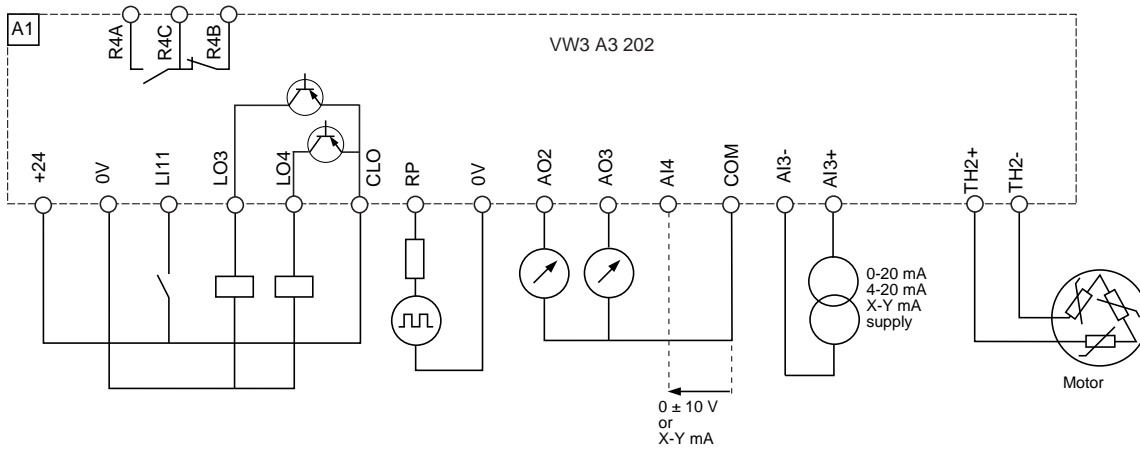 A1
R4A
R4C
R4B
VW3 A3 202
+24
0V
LI11
LO3
LO4
CLO
RP
0V
AO2
AO3
AI4
COM
AI3-
AI3+
TH2+
TH2-
0-20 mA
4-20 mA
X-Y mA
supply
Motor
0 ± 10 V
or
X-Y mA